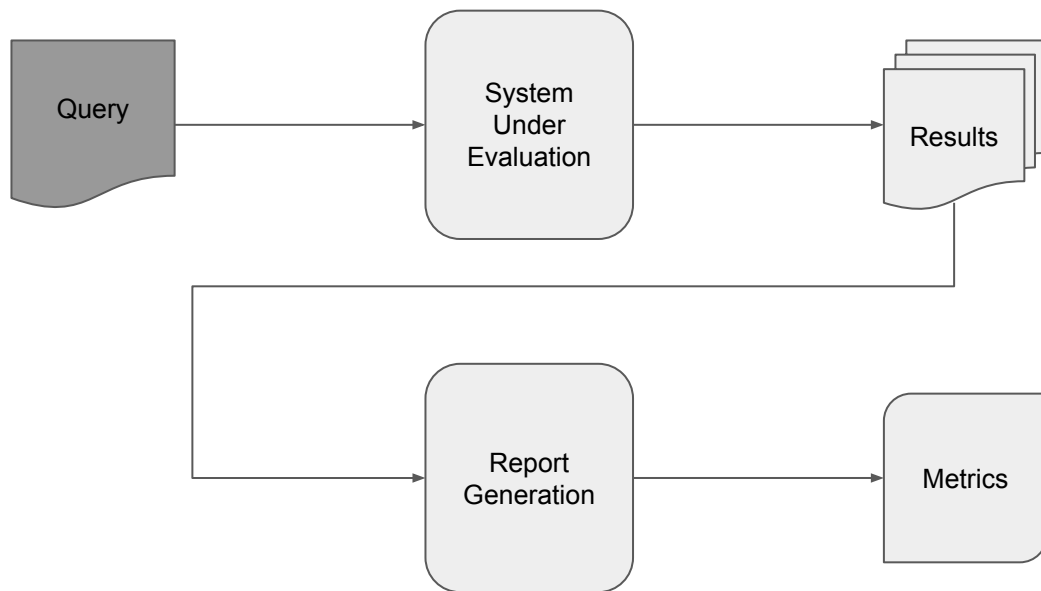 Query
System
Under
Evaluation
Results
Report
Generation
Metrics